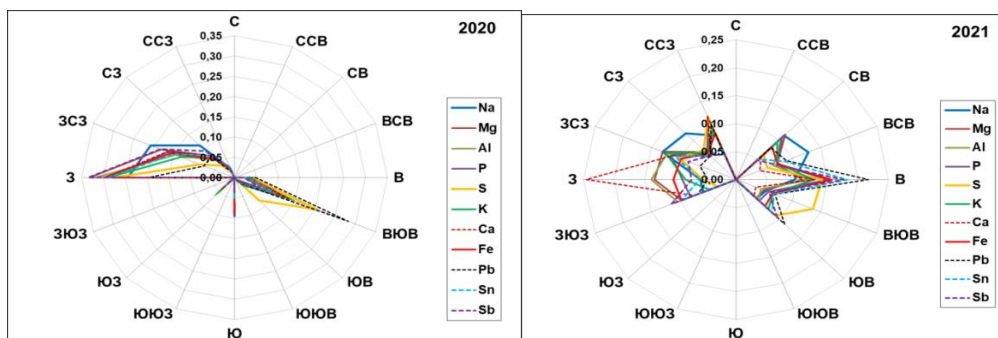 2020
С
ССВ
СВ
ВСВ
В
ВЮВ
ЮВ
ЮЮВ
Ю
ЮЮЗ
ЮЗ
ЗЮЗ
З
ЗСЗ
СЗ
ССЗ
0,35
0,30
0,25
0,20
0,15
0,10
0,05
0,00
Na
Mg
Al
P
S
K
Ca
Fe
Pb
Sn
Sb
2021
С
ССВ
СВ
ВСВ
В
ВЮВ
ЮВ
ЮЮВ
Ю
ЮЮЗ
ЮЗ
ЗЮЗ
З
ЗСЗ
СЗ
ССЗ
0,25
0,20
0,15
0,10
0,05
0,00
Na
Mg
Al
P
S
K
Ca
Fe
Pb
Sn
Sb